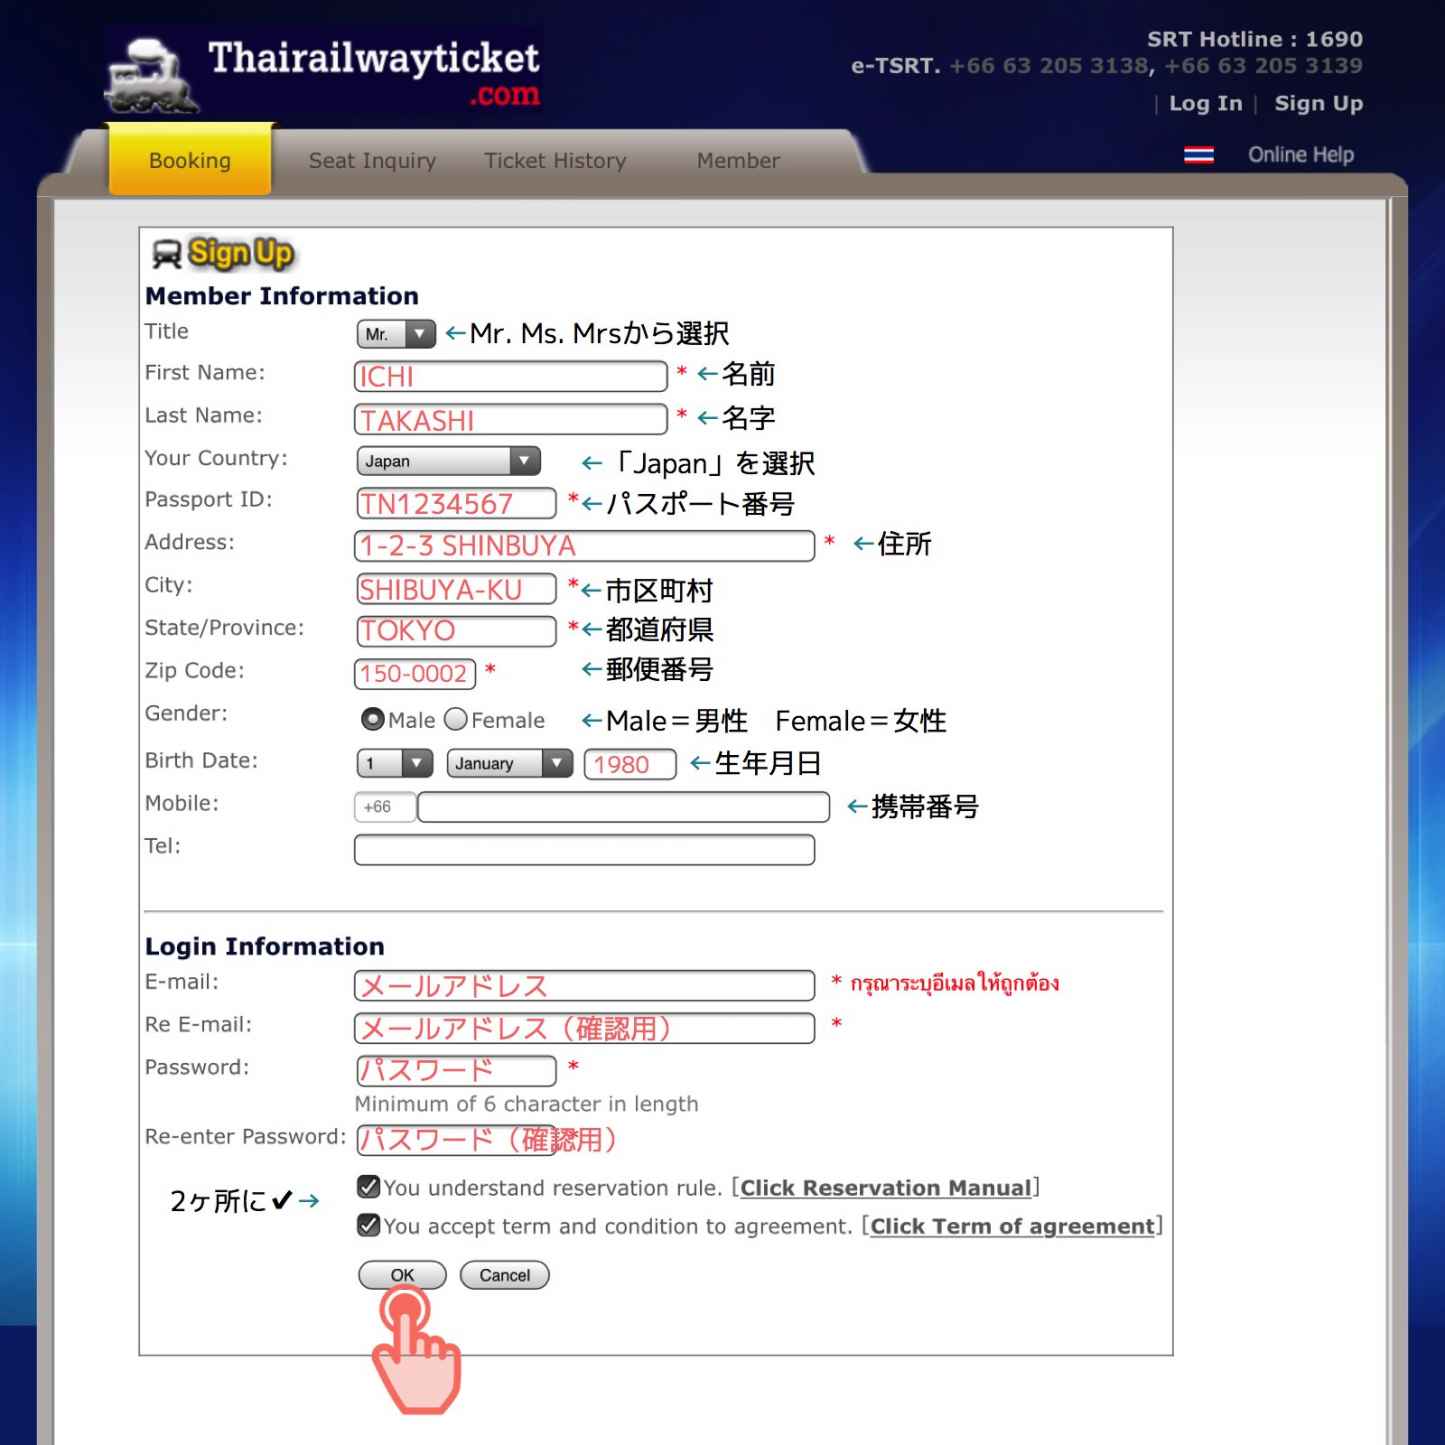 Thairailwayticket
.com
SRT Hotline : 1690
e-TSRT. +66 63 205 3138, +66 63 205 3139
| Log In | Sign Up
Booking Seat Inquiry Ticket History Member Online Help
Sign Up
Member Information
Title Mr. ←Mr. Ms. Mrsから選択
First Name: ICHI * ←名前
Last Name: TAKASHI * ←名字
Your Country: Japan ←「Japan」を選択
Passport ID: TN1234567 *←パスポート番号
Address: 1-2-3 SHINBUYA * ←住所
City: SHIBUYA-KU *←市区町村
State/Province: TOKYO *←都道府県
Zip Code: 150-0002 * ←郵便番号
Gender: Male Female ←Male＝男性 Female＝女性
Birth Date: 1 January 1980 ←生年月日
Mobile: +66 ←携帯番号
Tel:
Login Information
E-mail: メールアドレス * กรุณาระบุอีเมลให้ถูกต้อง
Re E-mail: メールアドレス（確認用） *
Password: パスワード *
Minimum of 6 character in length
Re-enter Password: パスワード（確認用） *
2ヶ所に✔→ You understand reservation rule. [Click Reservation Manual]
You accept term and condition to agreement. [Click Term of agreement]
OK Cancel